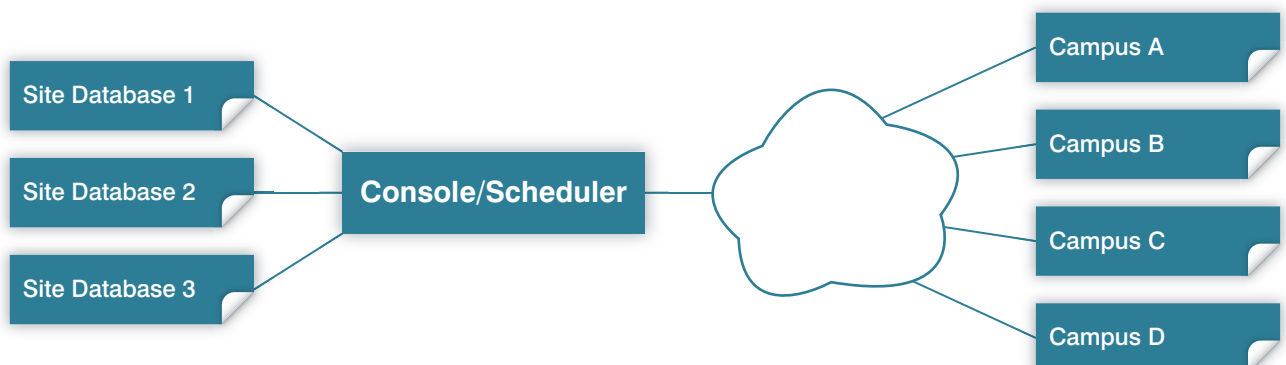 Site Database 1
Site Database 2
Site Database 3
Console/Scheduler
Campus A
Campus B
Campus C
Campus D